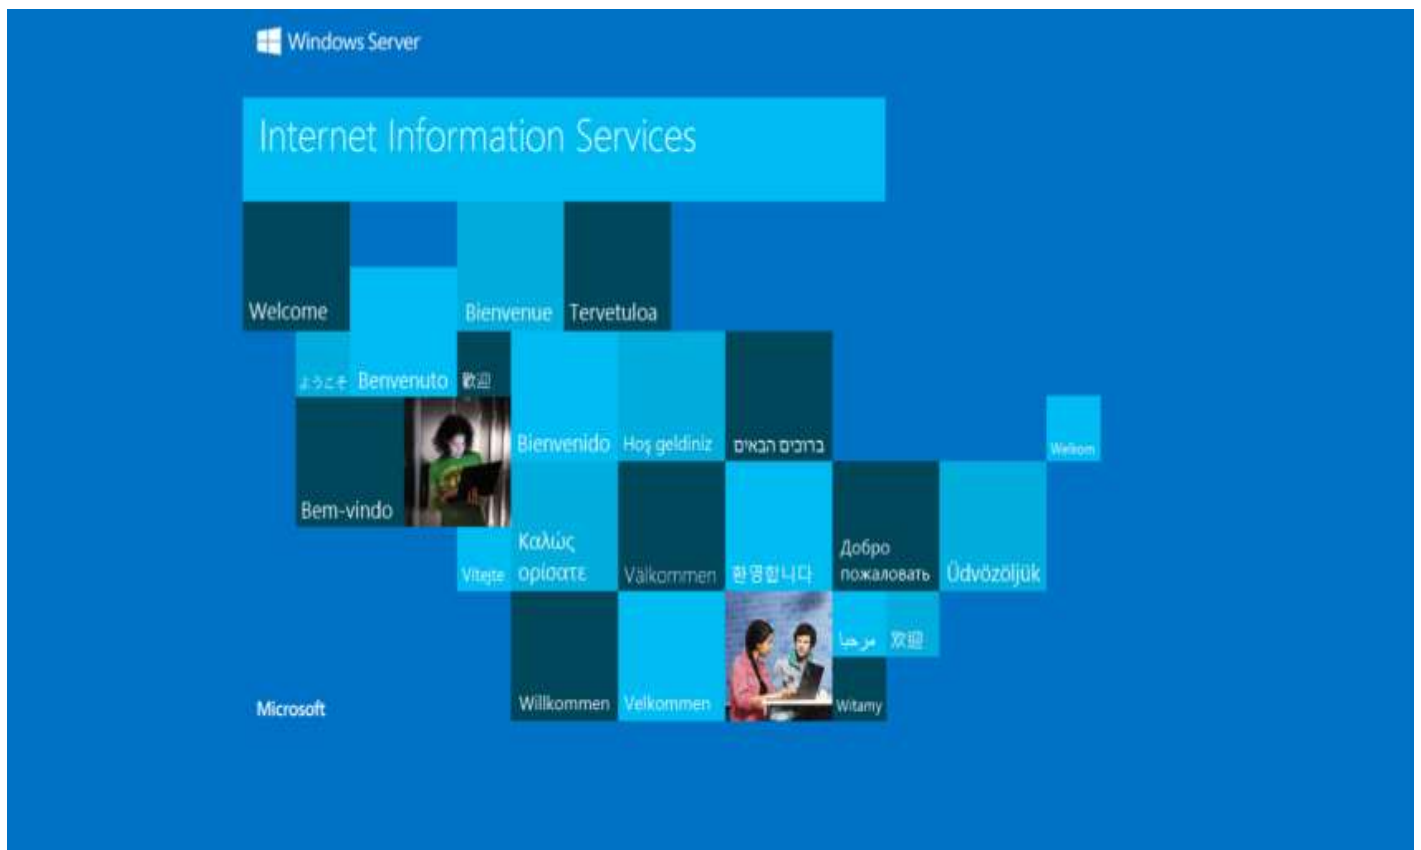 Windows Server
Internet Information Services
Welcome
Bienvenue
Tervetuloa
ようこそ
Benvenuto
歡迎
Bienvenido
Hoş geldiniz
ברוכים הבאים
Welkom
Bem-vindo
Vítejte
Καλώς
ορίσατε
Välkommen
환영합니다
Добро
пожаловать
Üdvözöljük
مرحبا
欢迎
Willkommen
Velkommen
Witamy
Microsoft